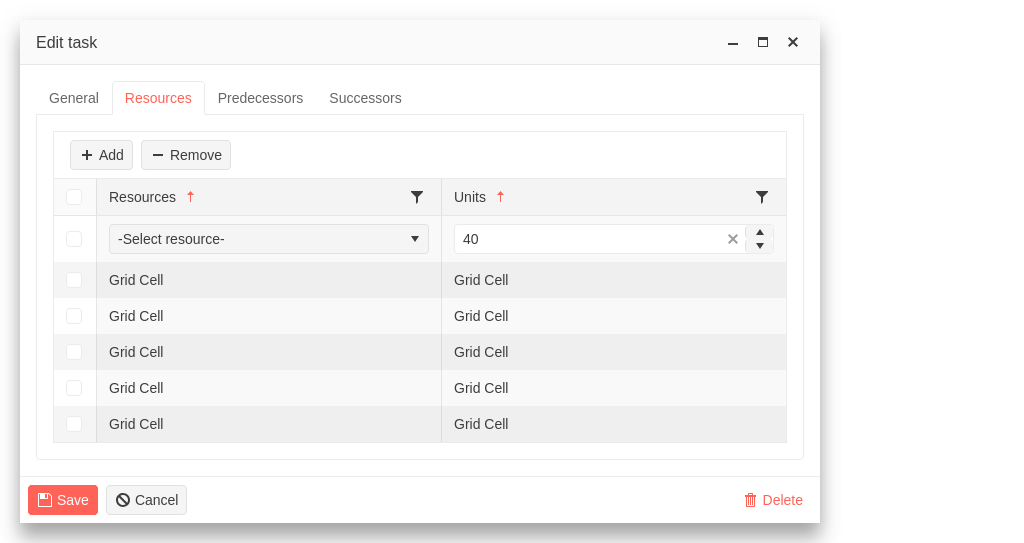 Edit task
General Resources Predecessors Successors
Add Remove
Resources Units
-Select resource- 40
Grid Cell Grid Cell
Grid Cell Grid Cell
Grid Cell Grid Cell
Grid Cell Grid Cell
Grid Cell Grid Cell
Save Cancel Delete